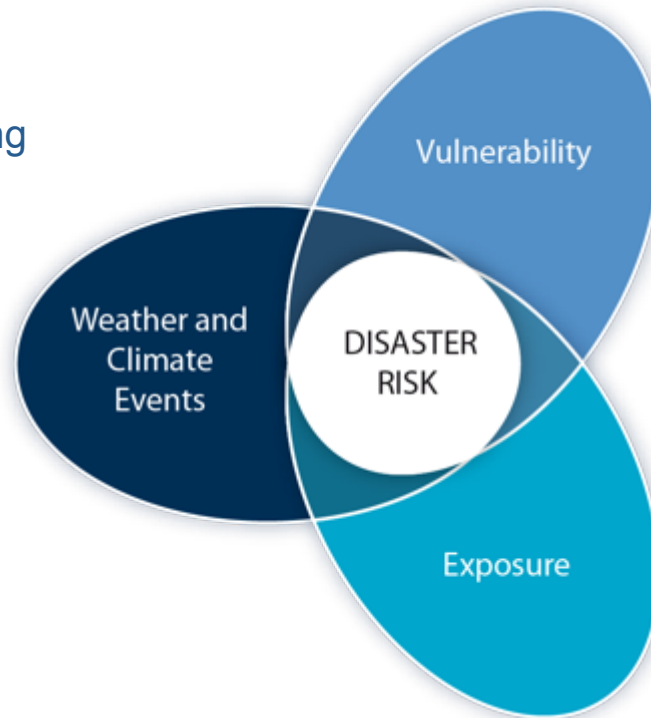 Vulnerability
Weather and
Climate
Events
DISASTER
RISK
Exposure